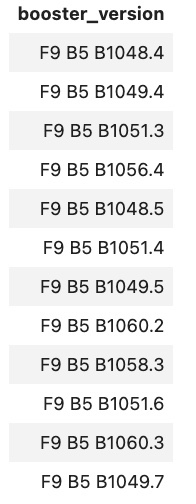 booster_version
F9 B5 B1048.4
F9 B5 B1049.4
F9 B5 B1051.3
F9 B5 B1056.4
F9 B5 B1048.5
F9 B5 B1051.4
F9 B5 B1049.5
F9 B5 B1060.2
F9 B5 B1058.3
F9 B5 B1051.6
F9 B5 B1060.3
F9 B5 B1049.7